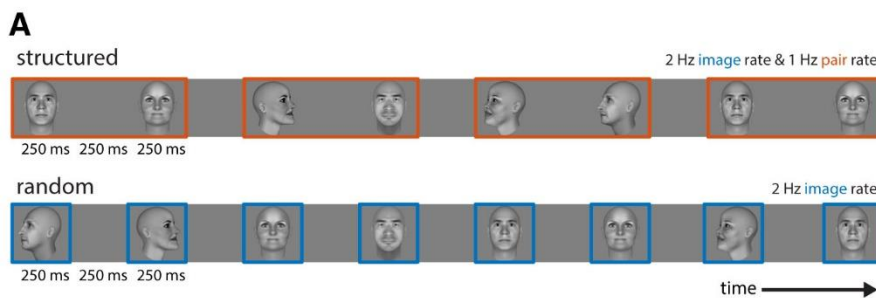 A
structured
2 Hz image rate & 1 Hz pair rate
250 ms 250 ms 250 ms
random
2 Hz image rate
250 ms 250 ms 250 ms
time